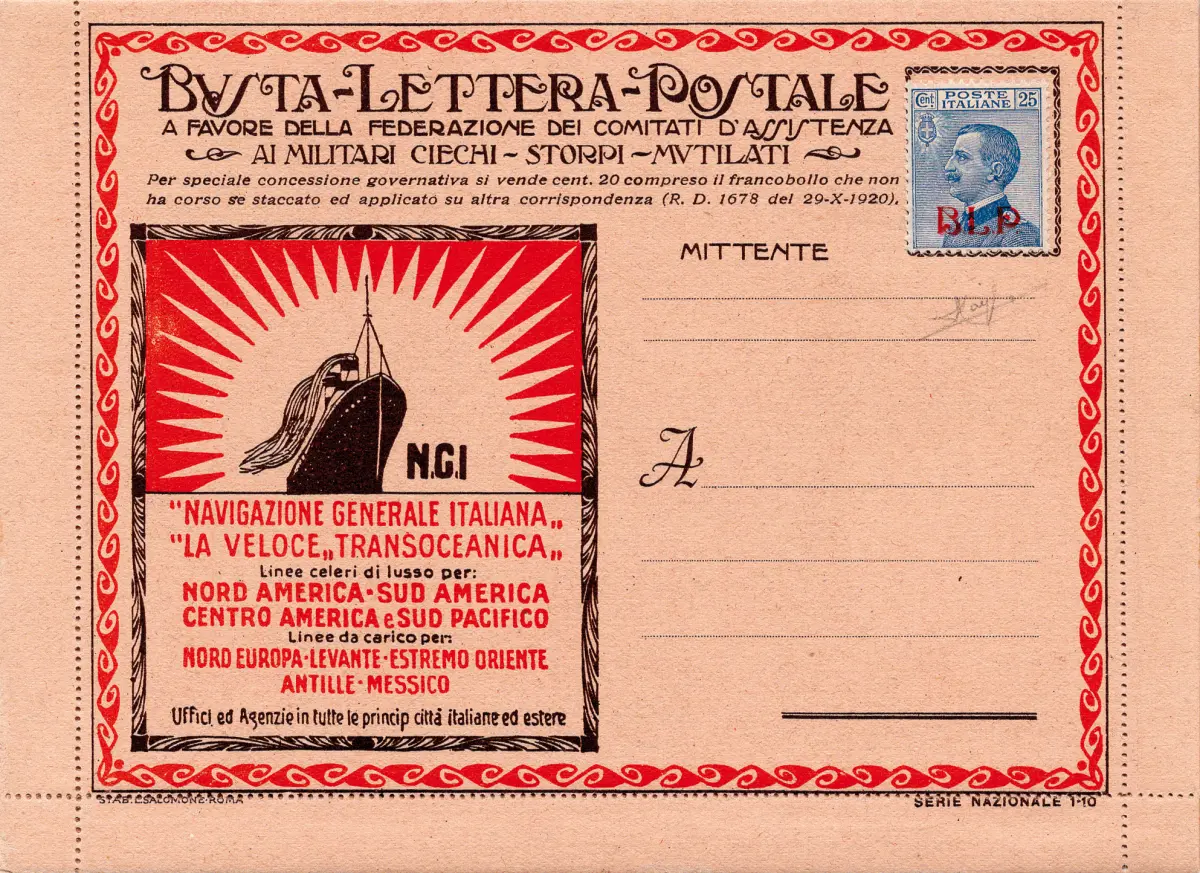 BVSTA-LETTERA-POSTALE
A FAVORE DELLA FEDERAZIONE DEI COMITATI D'ASSISTENZA
AI MILITARI CIECHI - STORPI - MVTILATI
Per speciale concessione governativa si vende cent. 20 compreso il francobollo che non
ha corso se staccato ed applicato su altra corrispondenza (R. D. 1678 del 29-X-1920).
Cent. POSTE ITALIANE 25
B.L.P.
MITTENTE
A
N.G.I
"NAVIGAZIONE GENERALE ITALIANA„
"LA VELOCE„ TRANSOCEANICA„
Linee celeri di lusso per:
NORD AMERICA·SUD AMERICA
CENTRO AMERICA e SUD PACIFICO
Linee da carico per:
NORD EUROPA·LEVANTE·ESTREMO ORIENTE
ANTILLE·MESSICO
Uffici ed Agenzie in tutte le princip città italiane ed estere
STAB. E. SALOMONE·ROMA
SERIE NAZIONALE 1-10